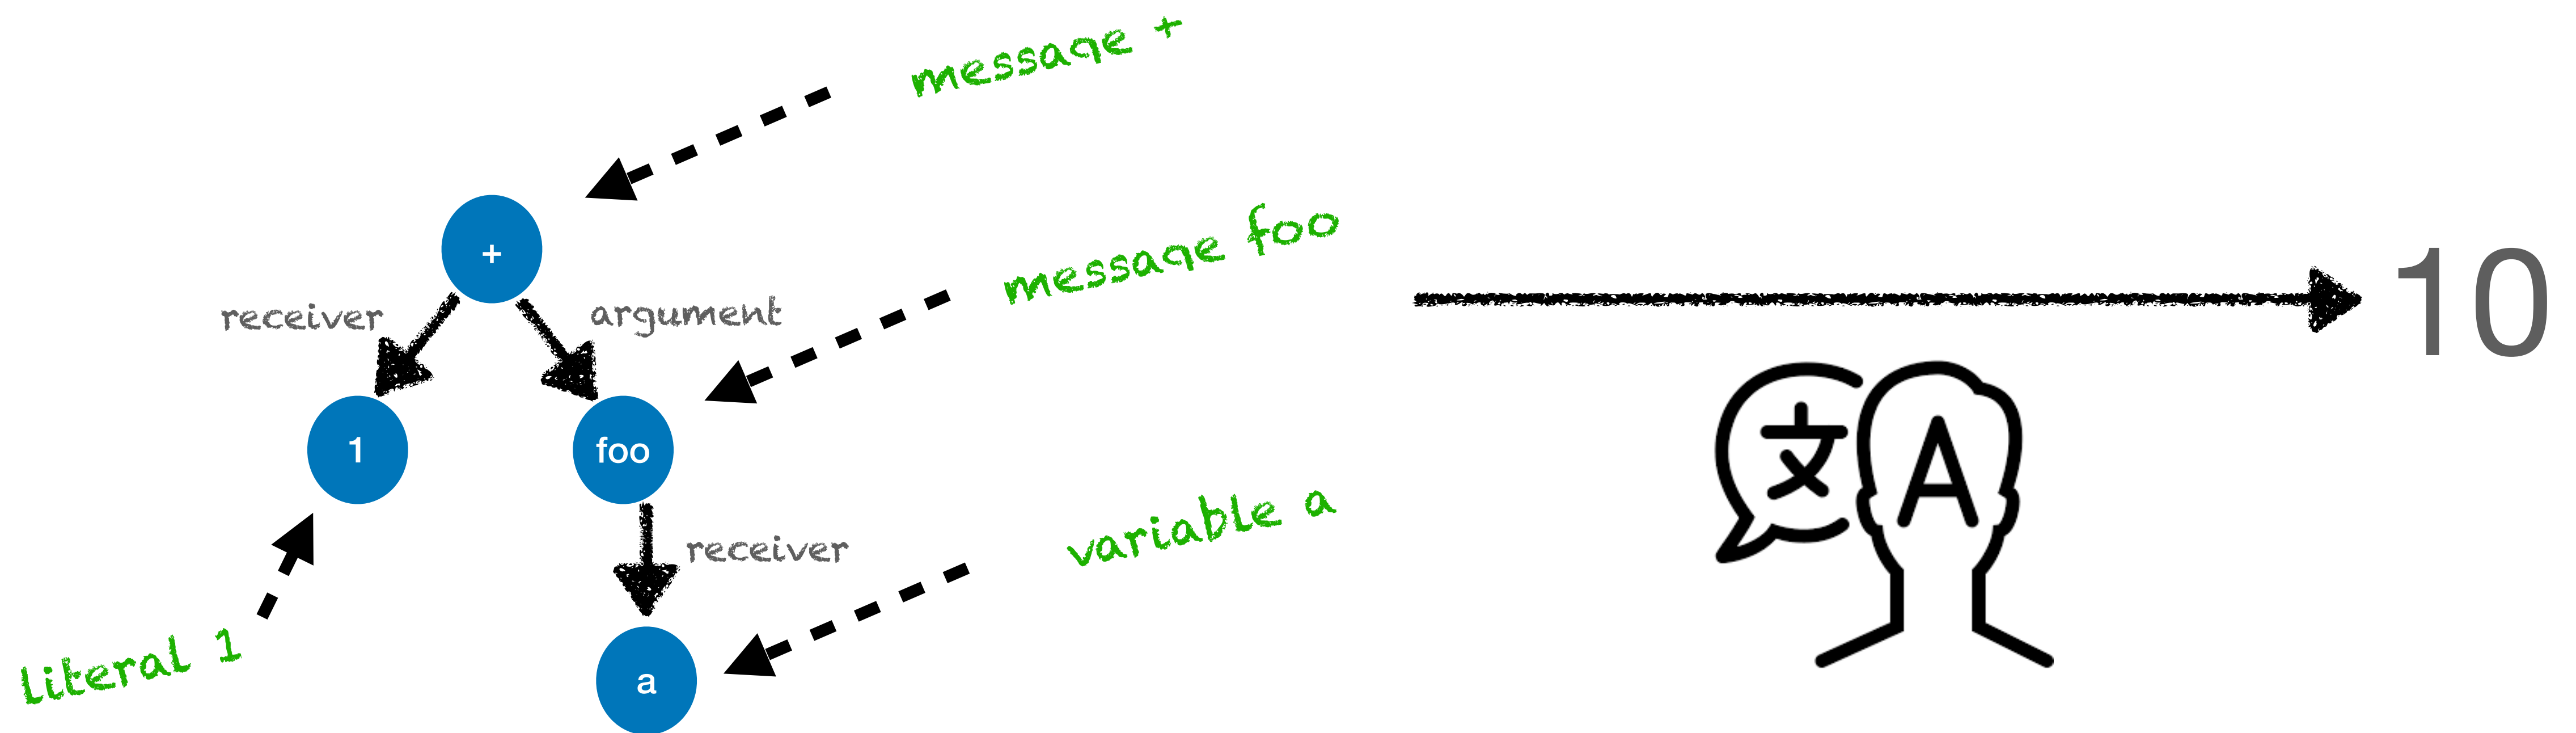 message +
+
message foo
receiver
argument
10
1
foo
文 A
variable a
receiver
literal 1
a